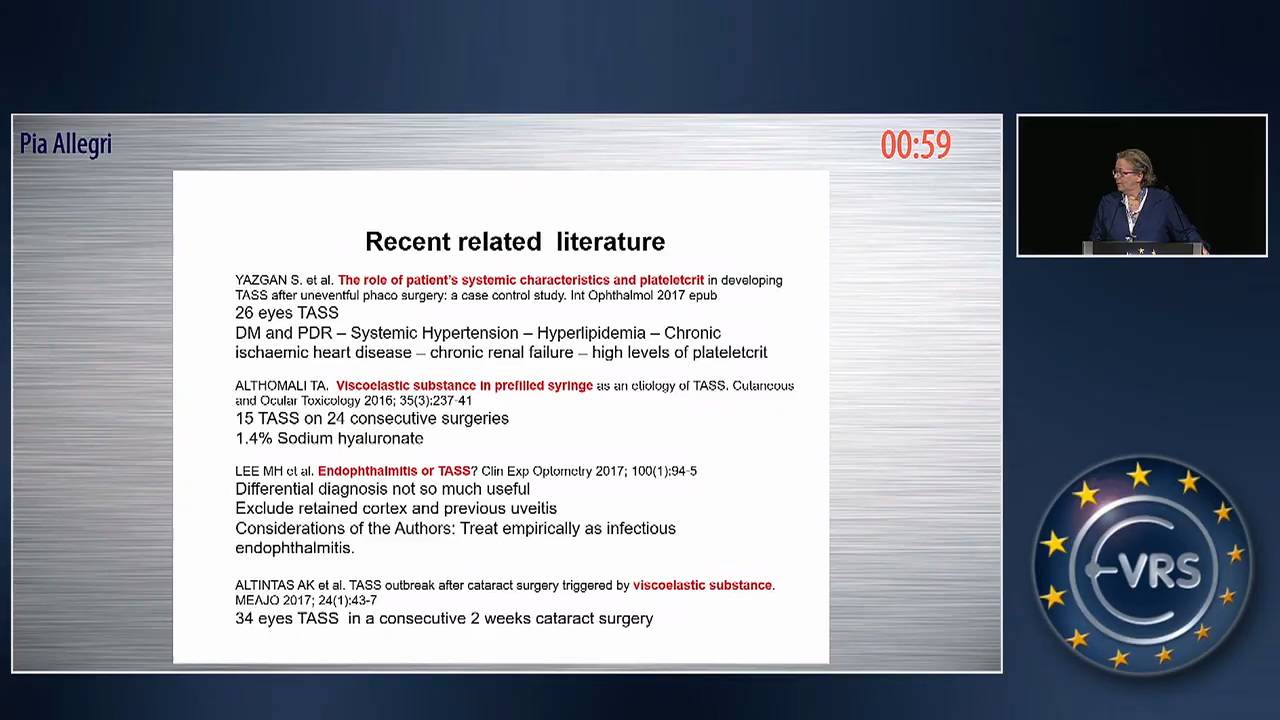 Pia Allegri
00:59
Recent related literature
YAZGAN S. et al. The role of patient's systemic characteristics and plateletcrit in developing
TASS after uneventful phaco surgery: a case control study. Int Ophthalmol 2017 epub
26 eyes TASS
DM and PDR – Systemic Hypertension – Hyperlipidemia – Chronic
ischaemic heart disease – chronic renal failure – high levels of plateletcrit
ALTHOMALI TA. Viscoelastic substance in prefilled syringe as an etiology of TASS. Cutaneous
and Ocular Toxicology 2016; 35(3):237-41
15 TASS on 24 consecutive surgeries
1.4% Sodium hyaluronate
LEE MH et al. Endophthalmitis or TASS? Clin Exp Optometry 2017; 100(1):94-5
Differential diagnosis not so much useful
Exclude retained cortex and previous uveitis
Considerations of the Authors: Treat empirically as infectious
endophthalmitis.
ALTINTAS AK et al. TASS outbreak after cataract surgery triggered by viscoelastic substance.
MEAJO 2017; 24(1):43-7
34 eyes TASS in a consecutive 2 weeks cataract surgery
E-VRS